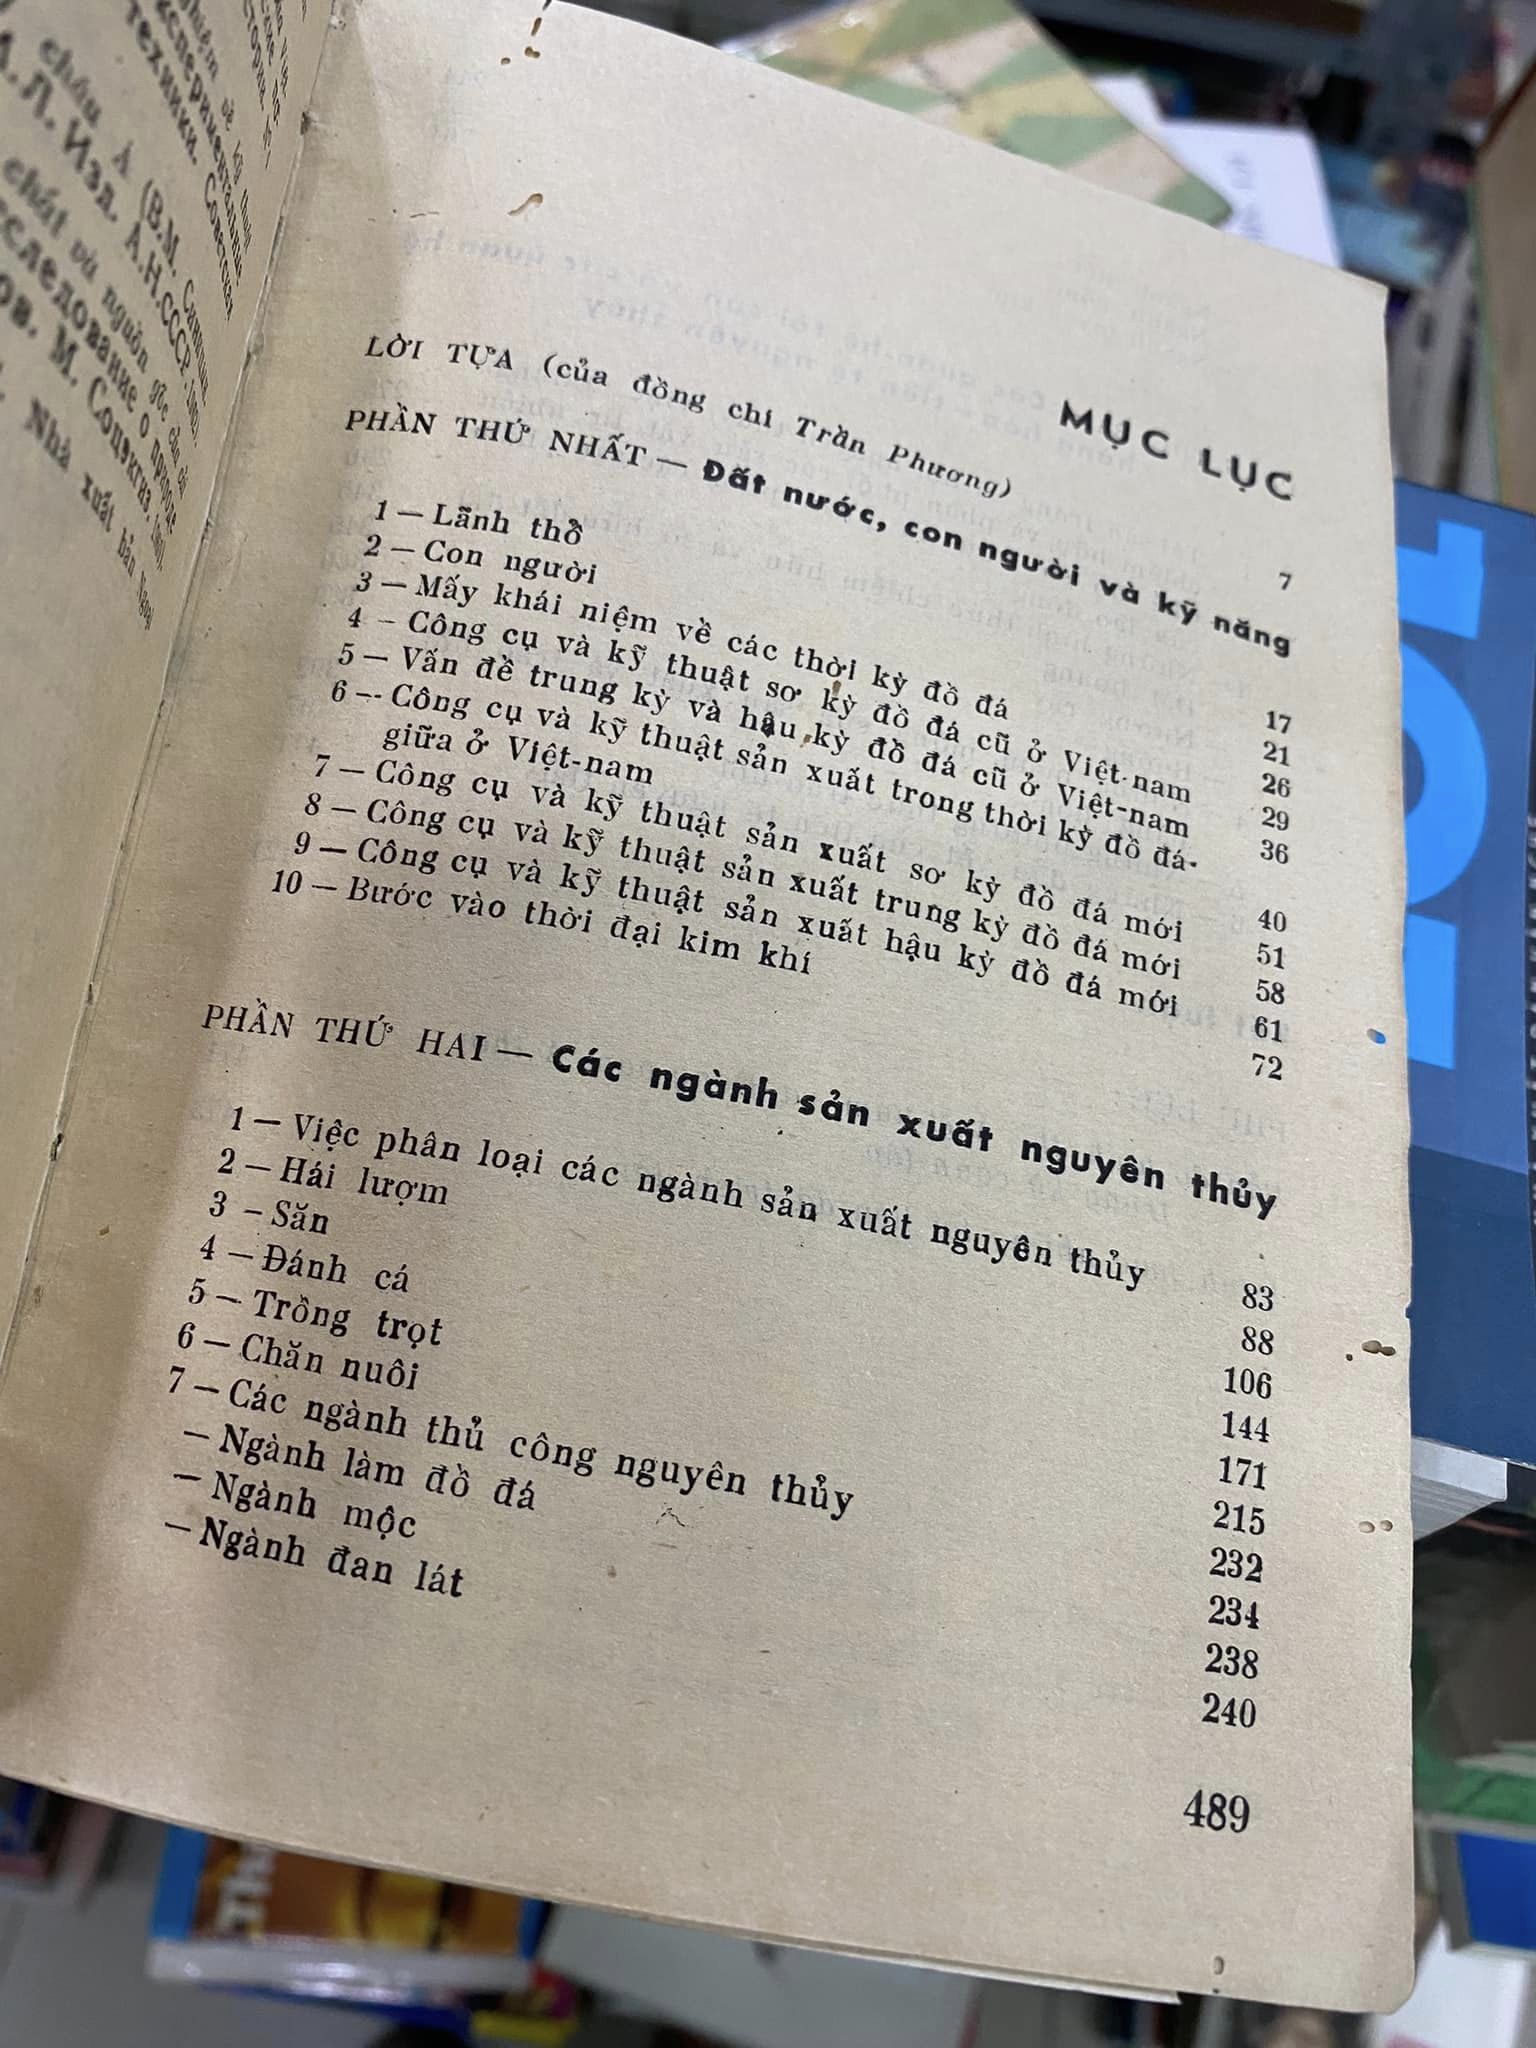 MỤC LỤC
LỜI TỰA (của đồng chí Trần Phương) 7
PHẦN THỨ NHẤT — Đất nước, con người và kỹ năng
1 — Lãnh thổ 17
2 — Con người 21
3 — Mấy khái niệm về các thời kỳ đồ đá 26
4 — Công cụ và kỹ thuật sơ kỳ đồ đá cũ ở Việt-nam 29
5 — Vấn đề trung kỳ và hậu kỳ đồ đá cũ ở Việt-nam 36
6 — Công cụ và kỹ thuật sản xuất trong thời kỳ đồ đá
giữa ở Việt-nam 40
7 — Công cụ và kỹ thuật sản xuất sơ kỳ đồ đá mới 51
8 — Công cụ và kỹ thuật sản xuất trung kỳ đồ đá mới 58
9 — Công cụ và kỹ thuật sản xuất hậu kỳ đồ đá mới 61
10 — Bước vào thời đại kim khí 72
PHẦN THỨ HAI — Các ngành sản xuất nguyên thủy
1 — Việc phân loại các ngành sản xuất nguyên thủy 83
2 — Hái lượm 88
3 — Săn 106
4 — Đánh cá 144
5 — Trồng trọt 171
6 — Chăn nuôi 215
7 — Các ngành thủ công nguyên thủy 232
— Ngành làm đồ đá 234
— Ngành mộc 238
— Ngành đan lát 240
489